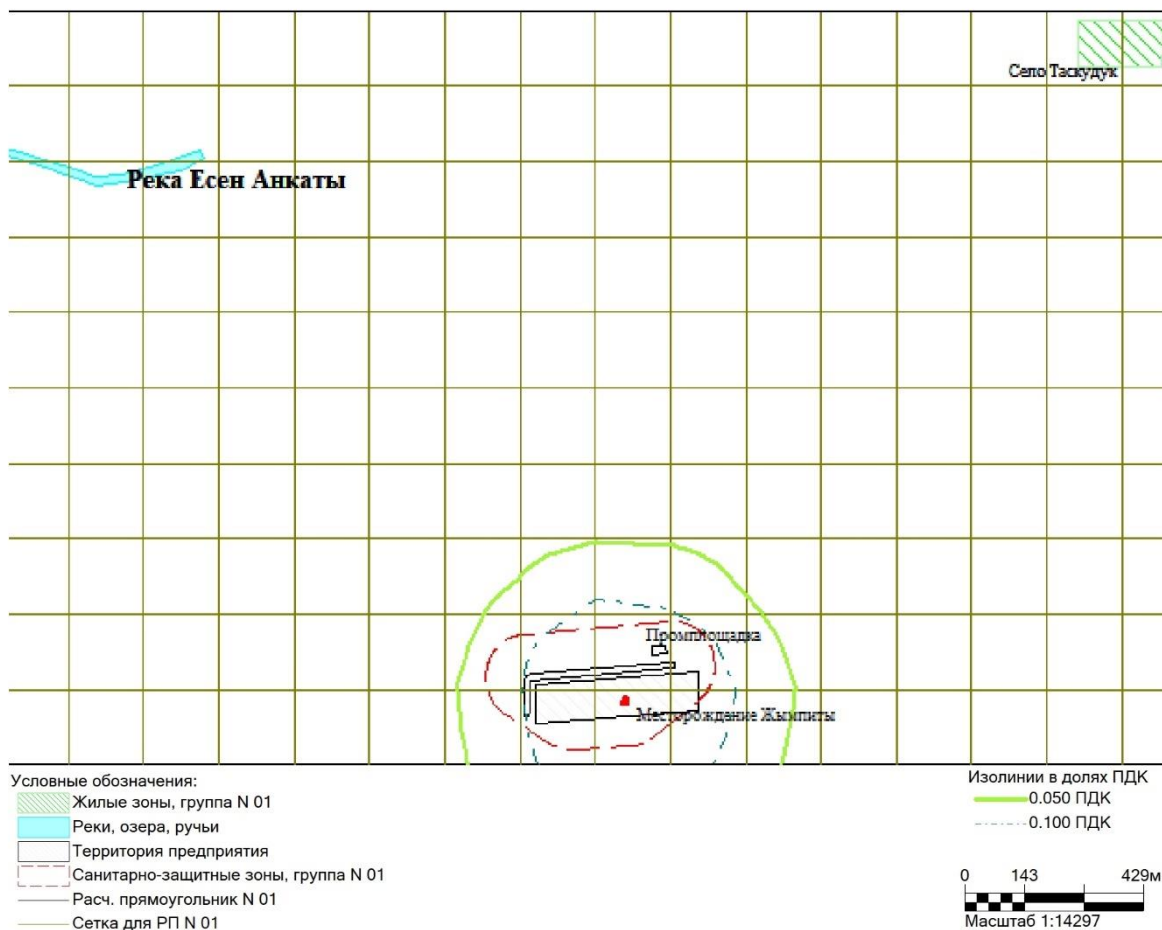 Село Таскудук
Река Есен Анкаты
Промплощадка
Месторождение Жымпиты
Условные обозначения:
Жилые зоны, группа N 01
Реки, озера, ручьи
Территория предприятия
Санитарно-защитные зоны, группа N 01
Расч. прямоугольник N 01
Сетка для РП N 01
Изолинии в долях ПДК
0.050 ПДК
0.100 ПДК
0 143 429м
Масштаб 1:14297